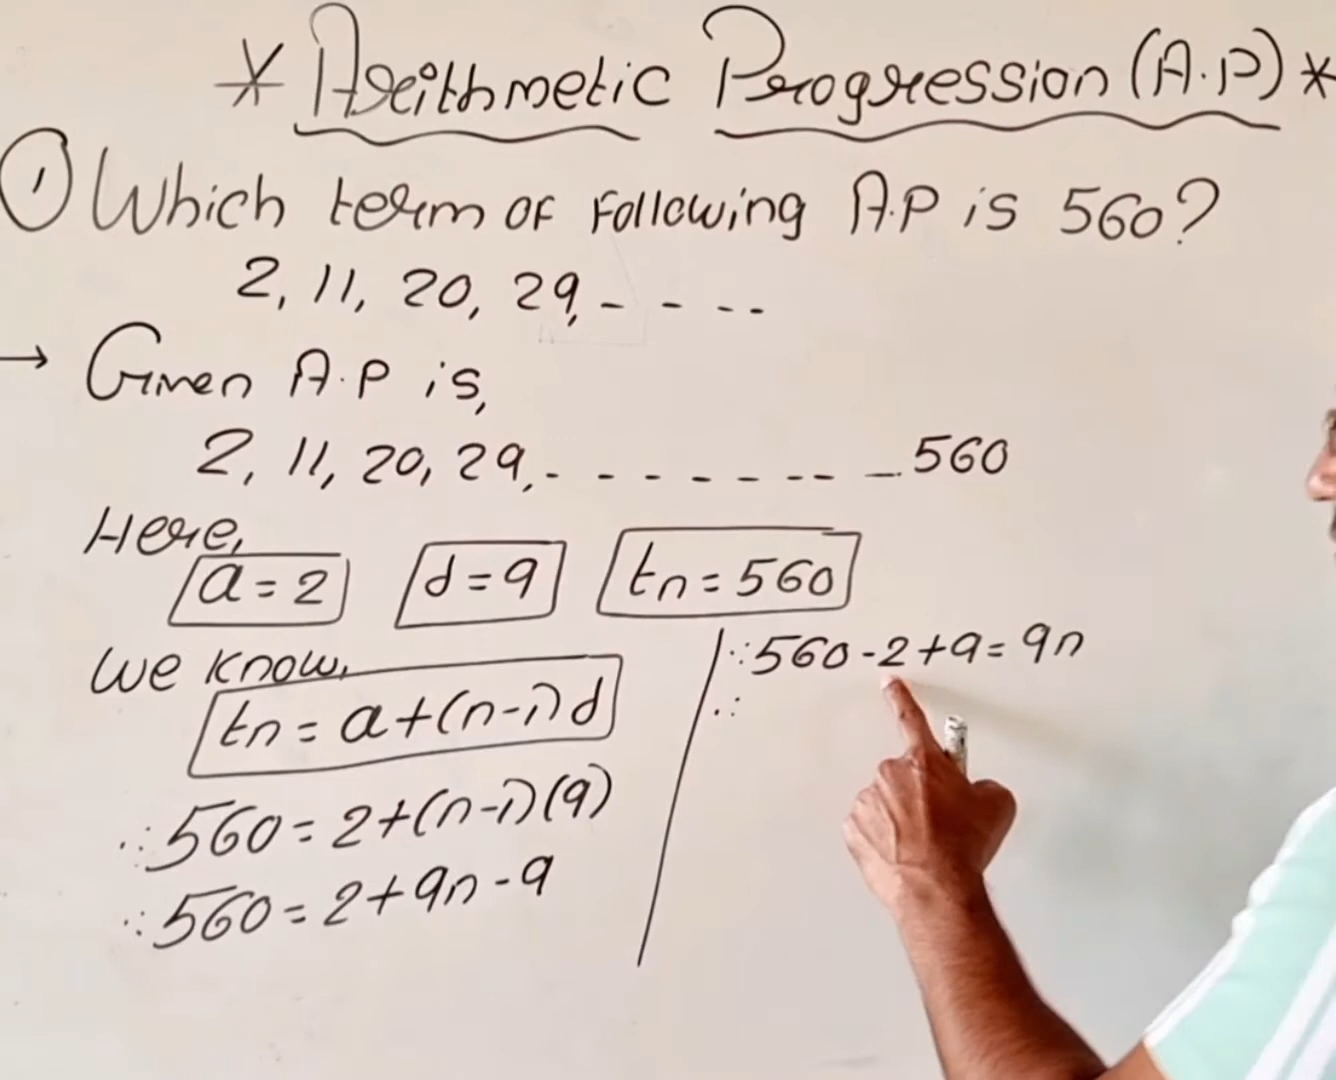 * Arithmetic Progression (A.P) *
① Which term of following A.P is 560?
2, 11, 20, 29, - - - -
→ Given A.P is,
2, 11, 20, 29, - - - - - - - - 560
Here,
a = 2 d = 9 tn = 560
We know,
tn = a+(n-1)d
∴ 560 = 2+(n-1)(9)
∴ 560 = 2+9n-9
∴ 560-2+9 = 9n
∴